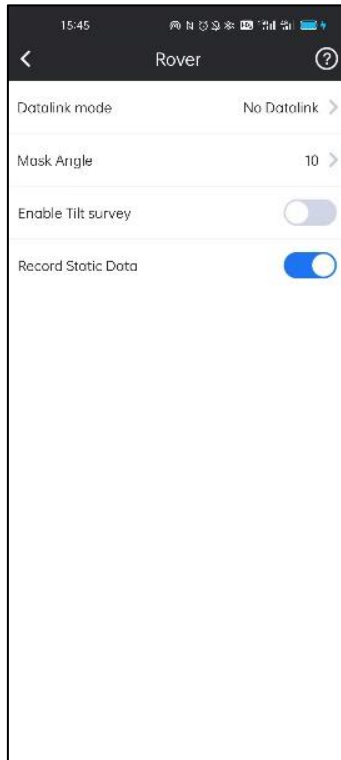 15:45
Rover
Datalink mode No Datalink
Mask Angle 10
Enable Tilt survey
Record Static Data